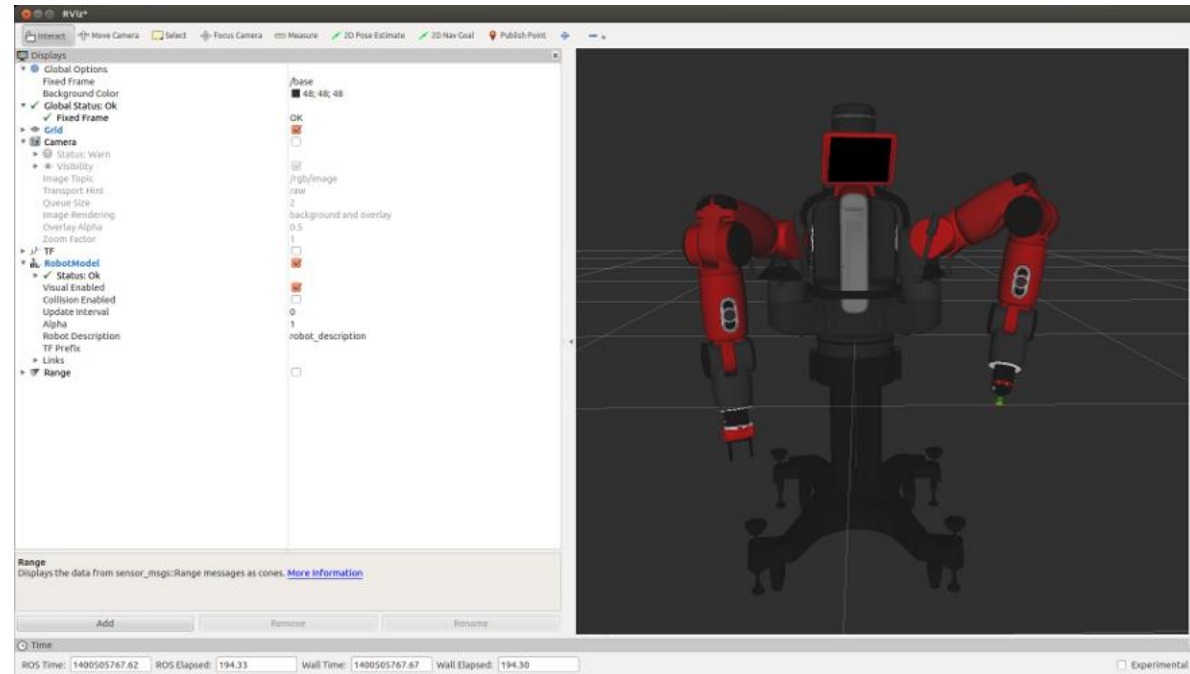 RViz*
Interact Move Camera Select Focus Camera Measure 2D Pose Estimate 2D Nav Goal Publish Point
Displays
Global Options
Fixed Frame /base
Background Color 48; 48; 48
Global Status: Ok
Fixed Frame OK
Grid
Camera
Status: Warn
Visibility
Image Topic /rgb/image
Transport Hint raw
Queue Size 2
Image Rendering background and overlay
Overlay Alpha 0.5
Zoom Factor 1
TF
RobotModel
Status: Ok
Visual Enabled
Collision Enabled
Update Interval 0
Alpha 1
Robot Description robot_description
TF Prefix
Links
Range
Range
Displays the data from sensor_msgs::Range messages as cones. More Information
Add Remove Rename
Time
ROS Time: 1400505767.62 ROS Elapsed: 194.33 Wall Time: 1400505767.67 Wall Elapsed: 194.30 Experimental